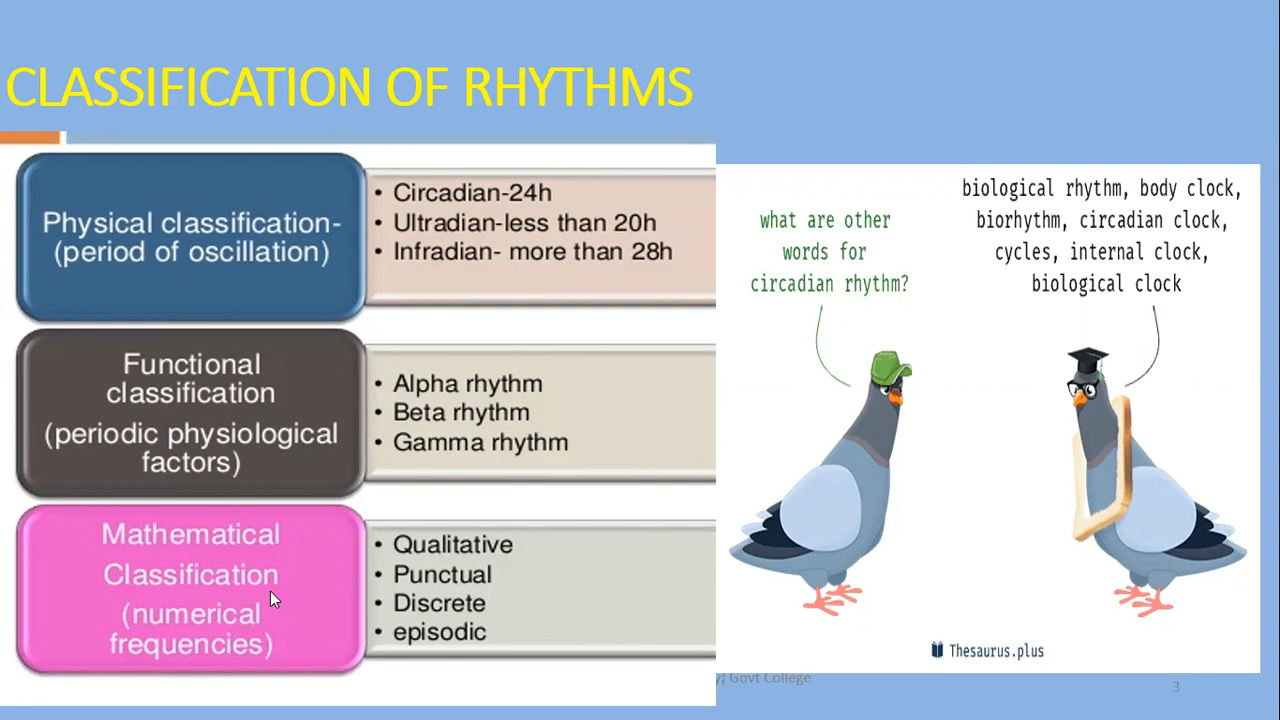 CLASSIFICATION OF RHYTHMS
Physical classification-
(period of oscillation)
• Circadian-24h
• Ultradian-less than 20h
• Infradian- more than 28h
Functional
classification
(periodic physiological
factors)
• Alpha rhythm
• Beta rhythm
• Gamma rhythm
Mathematical
Classification
(numerical
frequencies)
• Qualitative
• Punctual
• Discrete
• episodic
what are other
words for
circadian rhythm?
biological rhythm, body clock,
biorhythm, circadian clock,
cycles, internal clock,
biological clock
Thesaurus.plus
Govt College
3